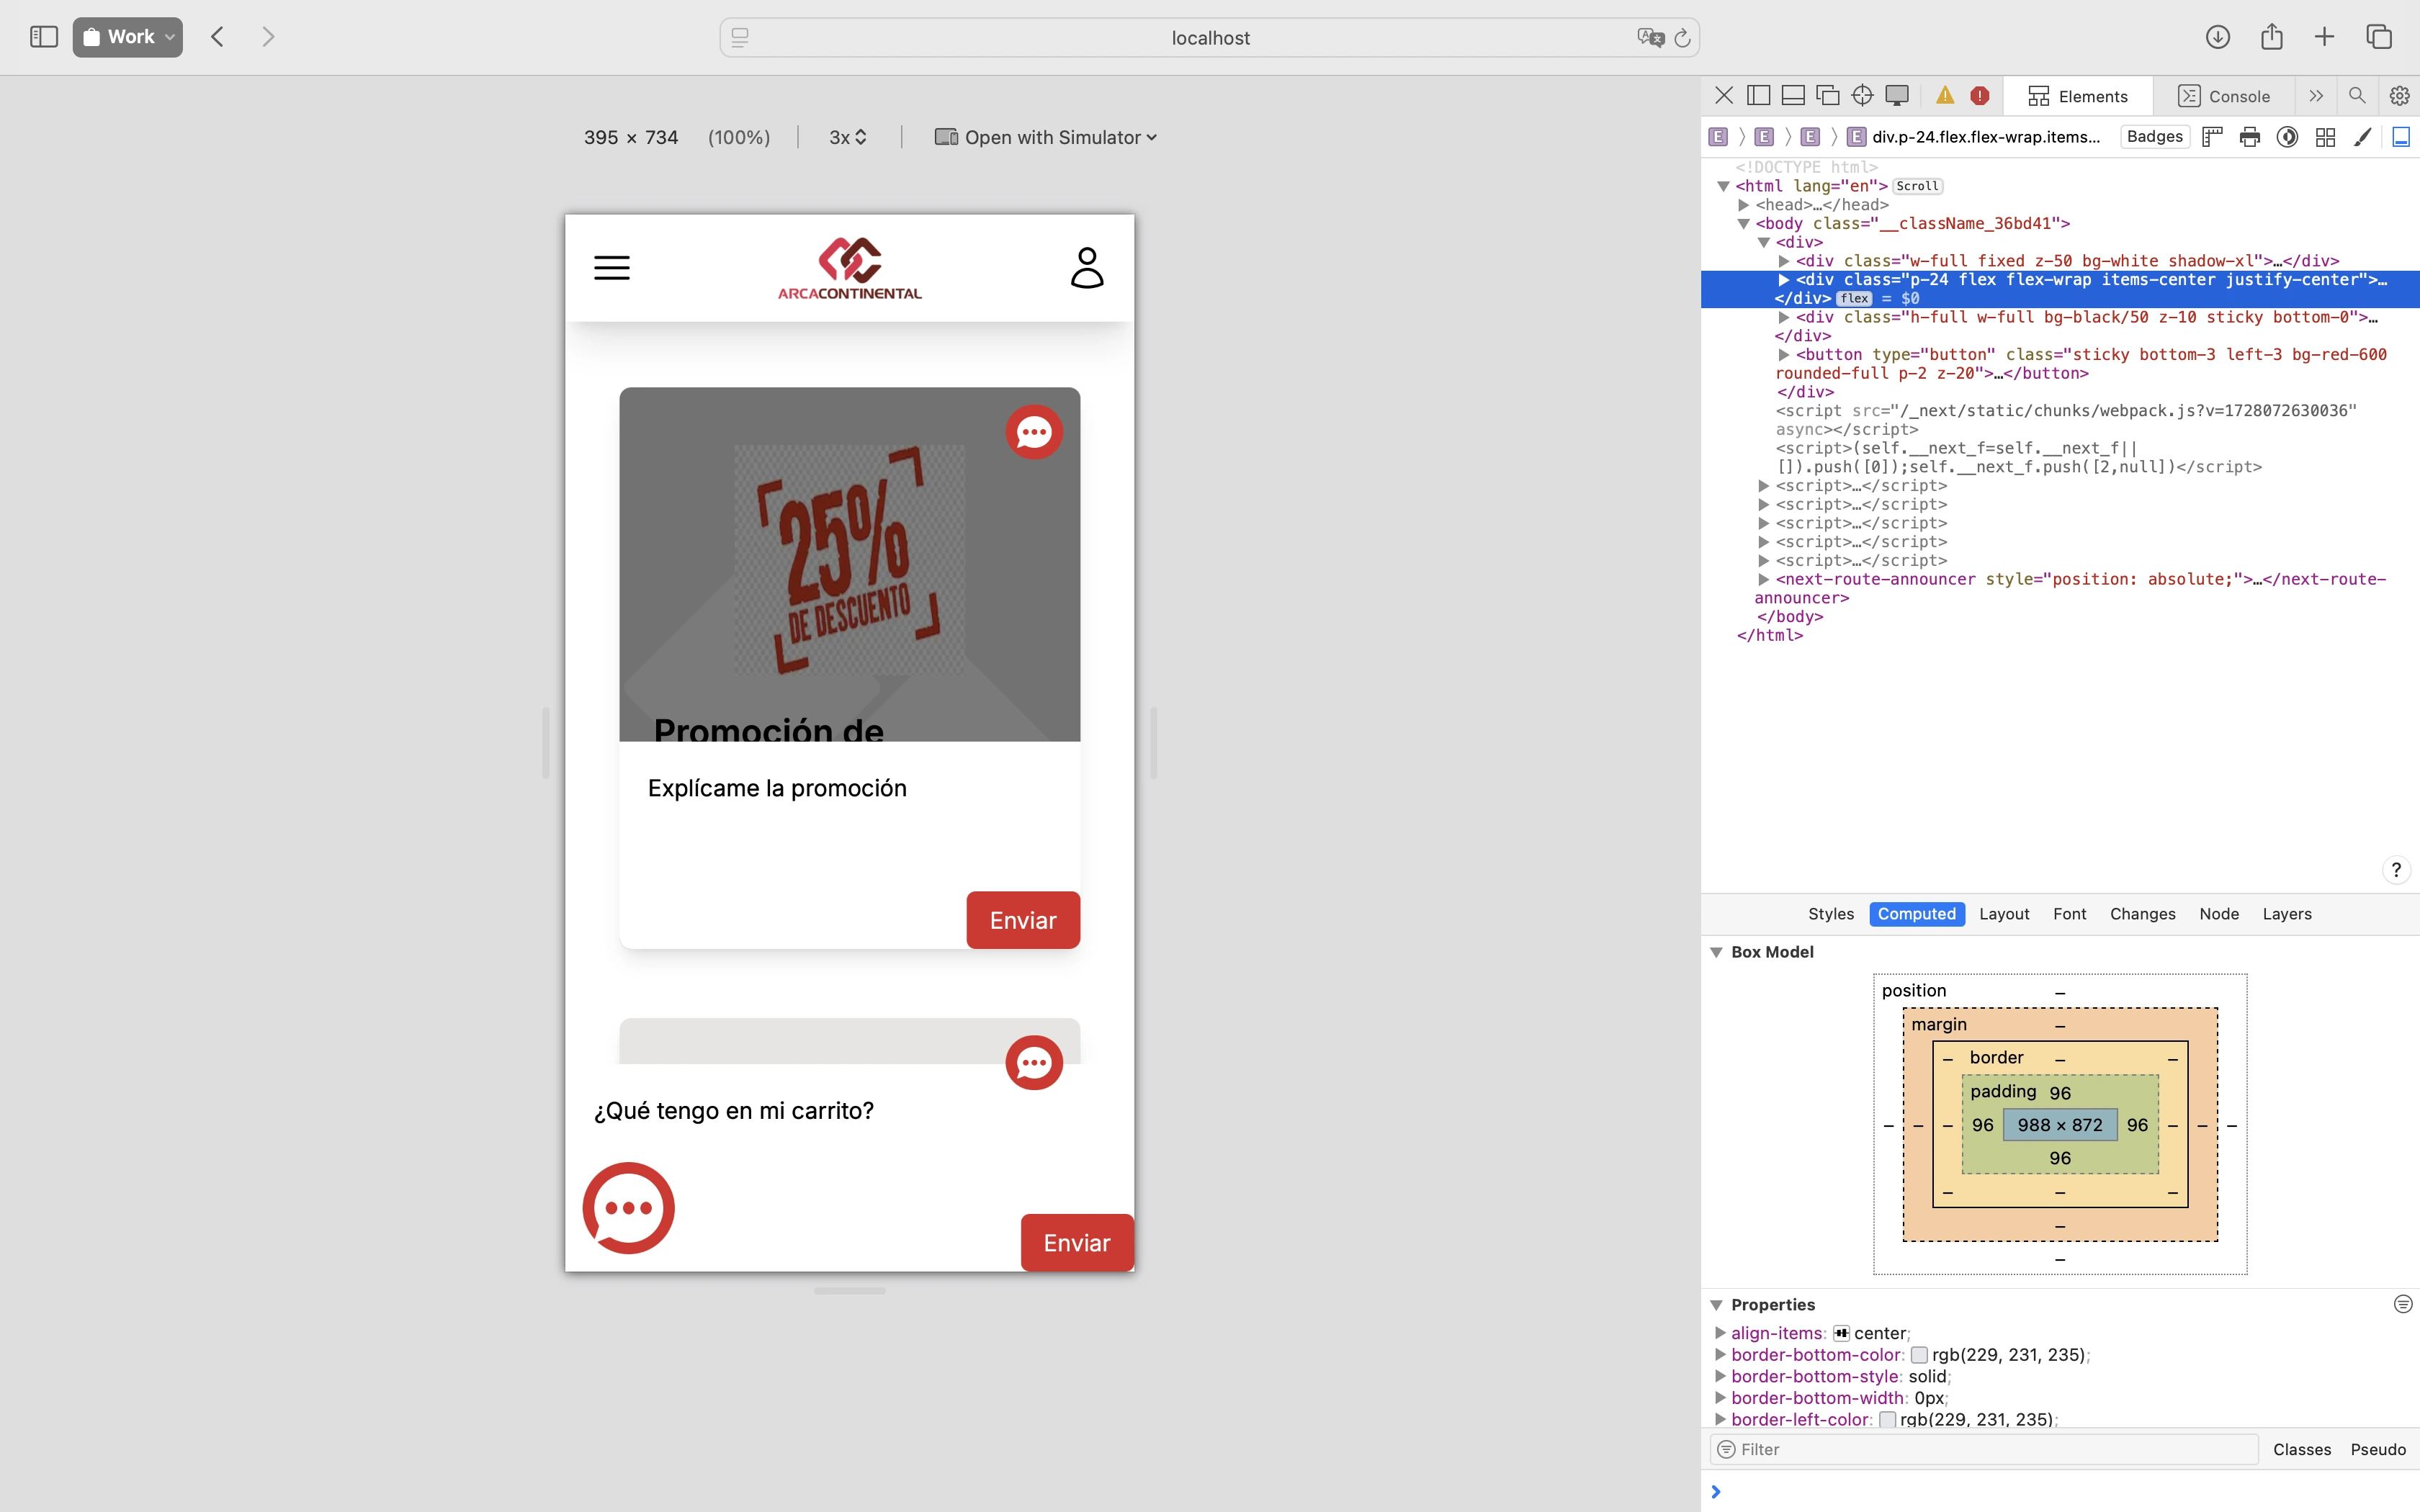 Work
localhost
395 × 734 (100%) 3x Open with Simulator
Elements
Console
E E E E div.p-24.flex.flex-wrap.items... Badges
<!DOCTYPE html>
<html lang="en"> Scroll
<head>…</head>
<body class="__className_36bd41">
<div>
<div class="w-full fixed z-50 bg-white shadow-xl">…</div>
<div class="p-24 flex flex-wrap items-center justify-center">…
</div> flex = $0
<div class="h-full w-full bg-black/50 z-10 sticky bottom-0">…
</div>
<button type="button" class="sticky bottom-3 left-3 bg-red-600
rounded-full p-2 z-20">…</button>
</div>
<script src="/_next/static/chunks/webpack.js?v=1728072630036"
async></script>
<script>(self.__next_f=self.__next_f||
[]).push([0]);self.__next_f.push([2,null])</script>
<script>…</script>
<script>…</script>
<script>…</script>
<script>…</script>
<script>…</script>
<next-route-announcer style="position: absolute;">…</next-route-
announcer>
</body>
</html>
ARCACONTINENTAL
25%
DE DESCUENTO
Promoción de
Explícame la promoción
Enviar
¿Qué tengo en mi carrito?
Enviar
?
Styles Computed Layout Font Changes Node Layers
Box Model
position –
margin –
– border – –
padding 96
– – – 96 988 × 872 96 – – –
96
– – –
–
–
Properties
align-items: center;
border-bottom-color: rgb(229, 231, 235);
border-bottom-style: solid;
border-bottom-width: 0px;
border-left-color: rgb(229, 231, 235);
Filter Classes Pseudo